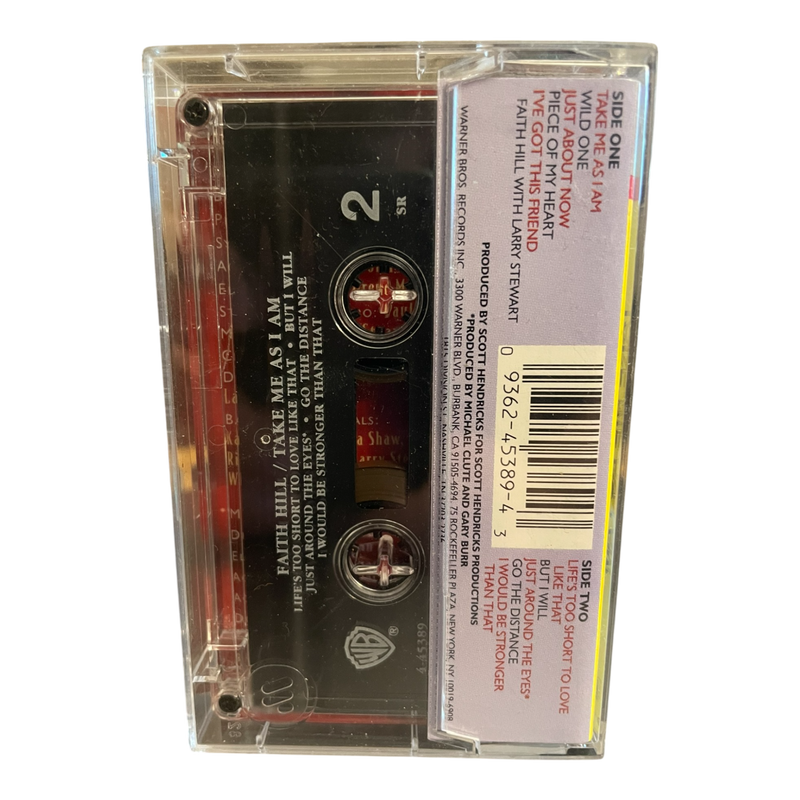 SIDE ONE
TAKE ME AS I AM
WILD ONE
JUST ABOUT NOW
PIECE OF MY HEART
I'VE GOT THIS FRIEND
FAITH HILL WITH LARRY STEWART
0 9362-45389-4 3
SIDE TWO
LIFE'S TOO SHORT TO LOVE
LIKE THAT
BUT I WILL
JUST AROUND THE EYES*
GO THE DISTANCE
I WOULD BE STRONGER
THAN THAT
PRODUCED BY SCOTT HENDRICKS FOR SCOTT HENDRICKS PRODUCTIONS
*PRODUCED BY MICHAEL CLUTE AND GARY BURR
WARNER BROS. RECORDS INC., 3300 WARNER BLVD., BURBANK, CA 91505-4694. 75 ROCKEFELLER PLAZA, NEW YORK, NY 10019-6908
2
SR
FAITH HILL / TAKE ME AS I AM
LIFE'S TOO SHORT TO LOVE LIKE THAT • BUT I WILL
JUST AROUND THE EYES* • GO THE DISTANCE
I WOULD BE STRONGER THAN THAT
WB®
4-45389
a Shaw,